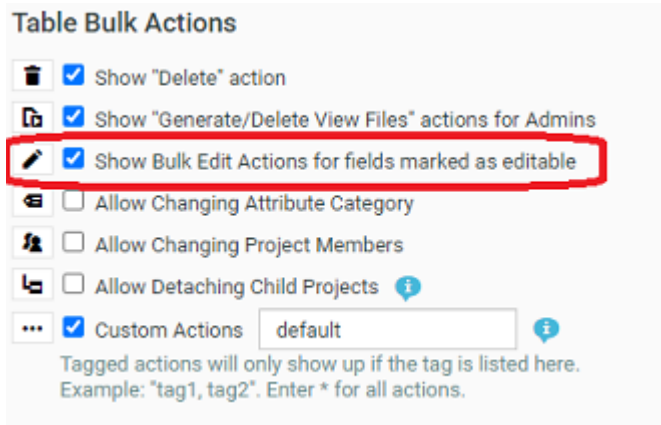 Table Bulk Actions
Show "Delete" action
Show "Generate/Delete View Files" actions for Admins
Show Bulk Edit Actions for fields marked as editable
Allow Changing Attribute Category
Allow Changing Project Members
Allow Detaching Child Projects
Custom Actions default
Tagged actions will only show up if the tag is listed here.
Example: "tag1, tag2". Enter * for all actions.